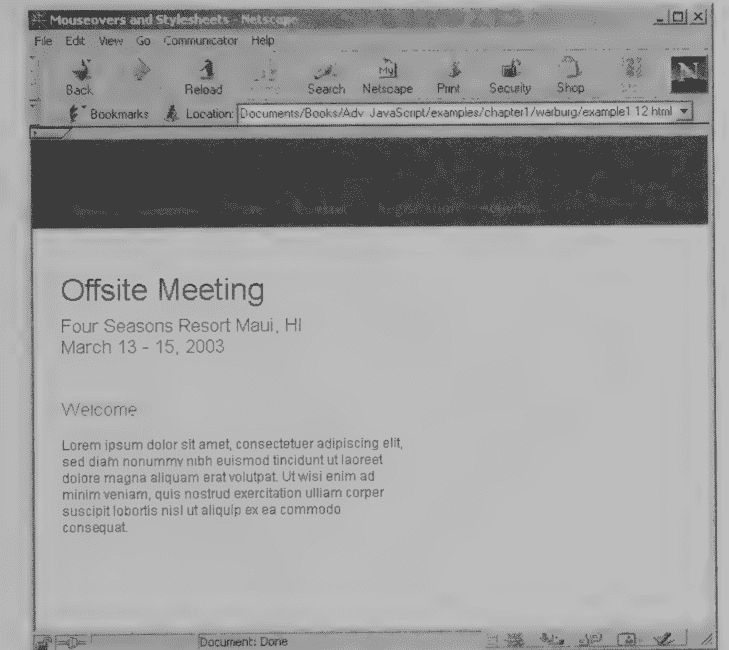 Mouseovers and Stylesheets - Netscape
File Edit View Go Communicator Help
My
N
Back Reload Search Netscape Print Security Shop
Bookmarks Location: Documents/Books/Adv JavaScript/examples/chapter1/warburg/example1 12 html
Offsite Meeting
Four Seasons Resort Maui, HI
March 13 - 15, 2003
Welcome
Lorem ipsum dolor sit amet, consectetuer adipiscing elit,
sed diam nonummy nibh euismod tincidunt ut laoreet
dolore magna aliquam erat volutpat. Ut wisi enim ad
minim veniam, quis nostrud exercitation ulliam corper
suscipit lobortis nisl ut aliquip ex ea commodo
consequat.
Document: Done